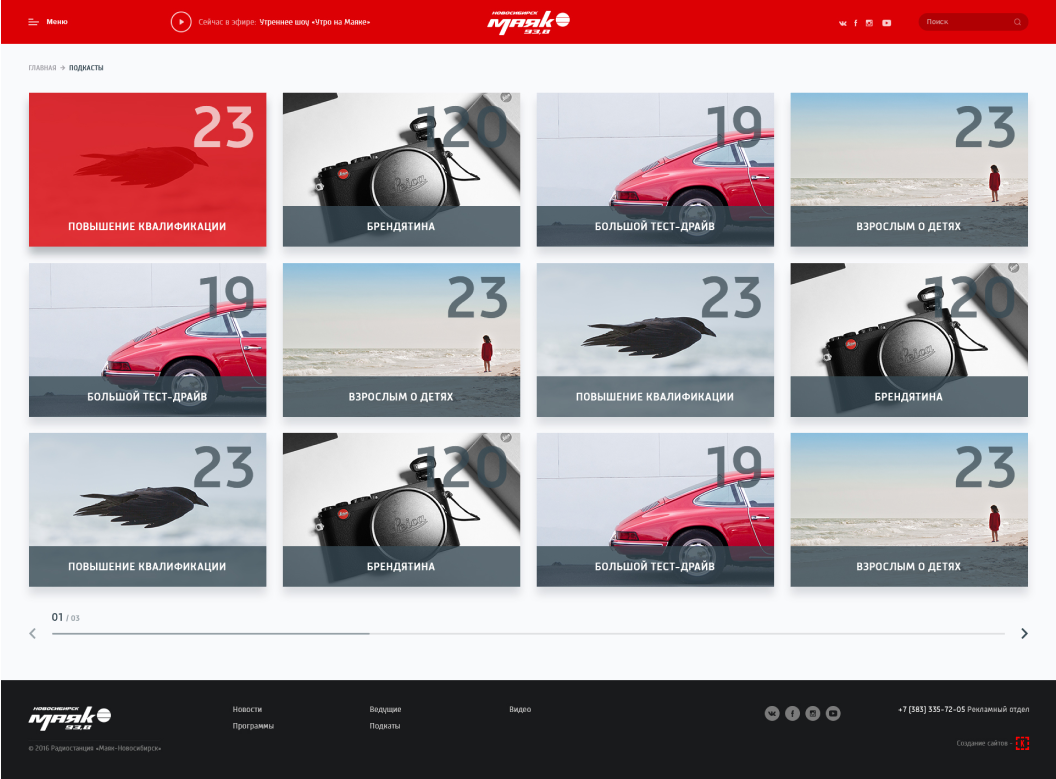 Меню
Сейчас в эфире: Утреннее шоу «Утро на Маяке»
НОВОСИБИРСК
маяк
93,8
Поиск
ГЛАВНАЯ → ПОДКАСТЫ
23
ПОВЫШЕНИЕ КВАЛИФИКАЦИИ
120
Leica
БРЕНДЯТИНА
19
БОЛЬШОЙ ТЕСТ-ДРАЙВ
23
ВЗРОСЛЫМ О ДЕТЯХ
19
БОЛЬШОЙ ТЕСТ-ДРАЙВ
23
ВЗРОСЛЫМ О ДЕТЯХ
23
ПОВЫШЕНИЕ КВАЛИФИКАЦИИ
120
Leica
БРЕНДЯТИНА
23
ПОВЫШЕНИЕ КВАЛИФИКАЦИИ
120
Leica
БРЕНДЯТИНА
19
БОЛЬШОЙ ТЕСТ-ДРАЙВ
23
ВЗРОСЛЫМ О ДЕТЯХ
01 / 03
НОВОСИБИРСК
маяк
93,8
© 2016 Радиостанция «Маяк-Новосибирск»
Новости
Программы
Ведущие
Подкаты
Видео
+7 (383) 335-72-05 Рекламный отдел
Создание сайтов - К